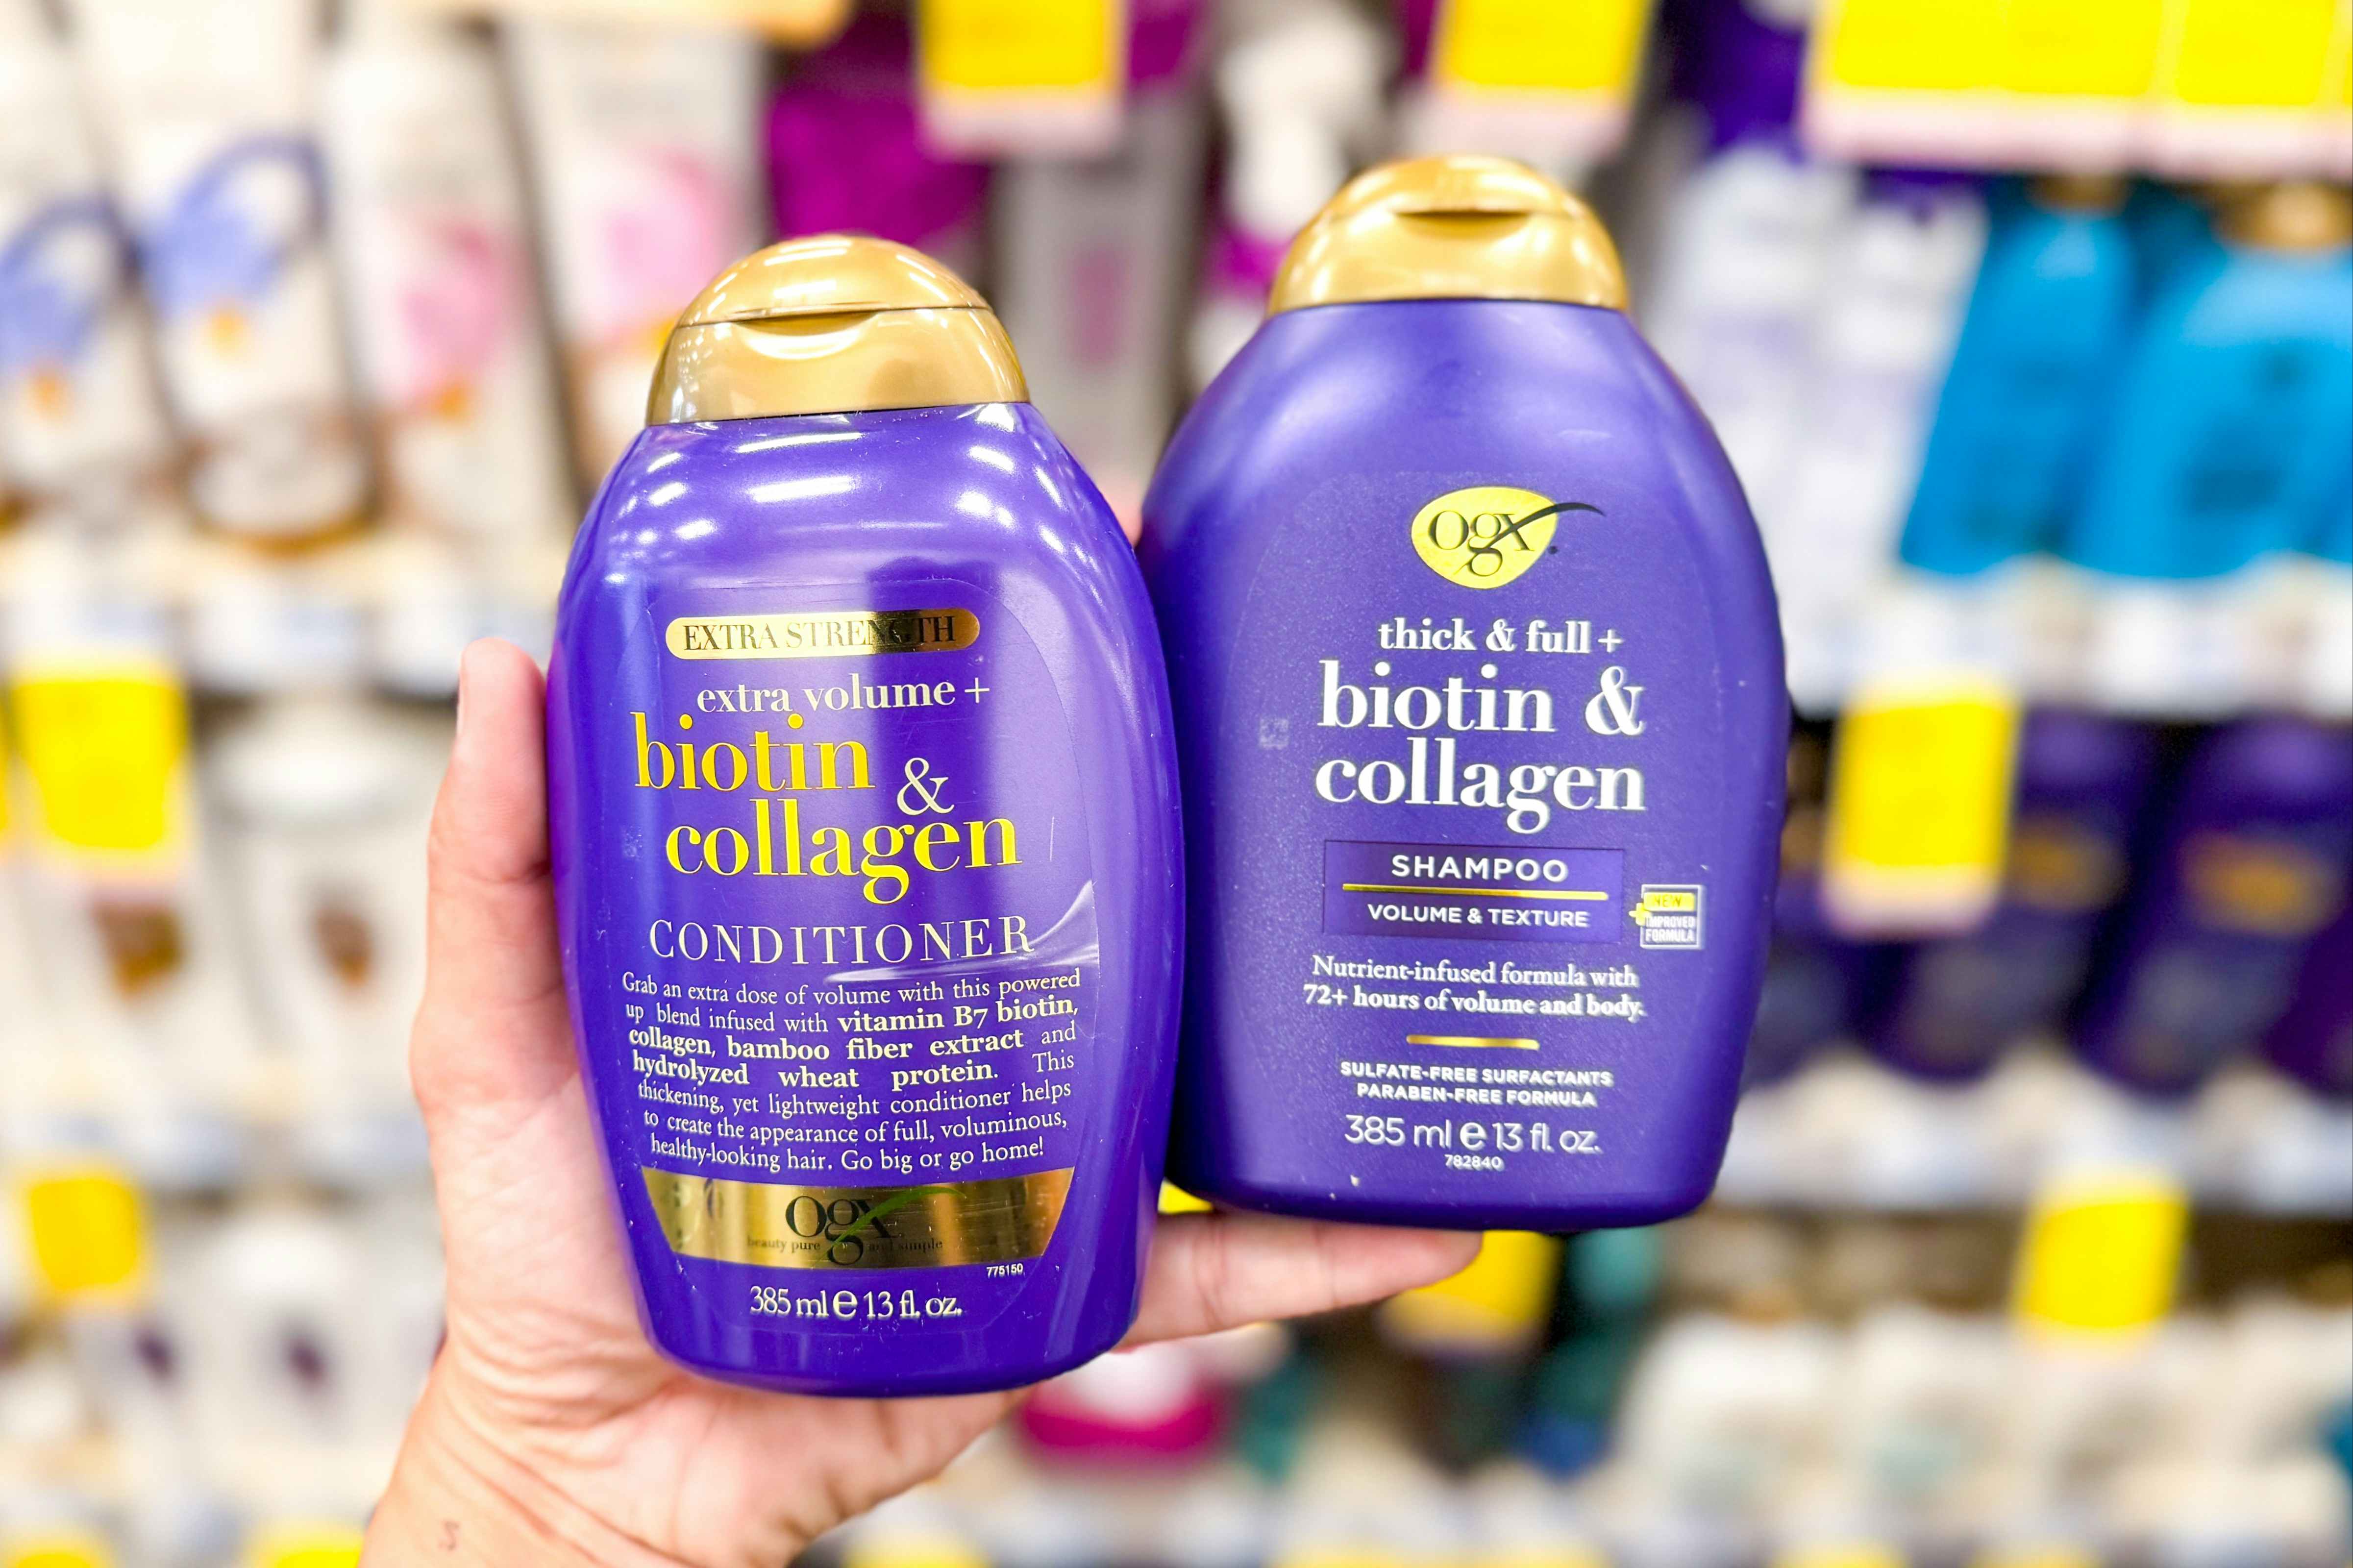 EXTRA STRENGTH
extra volume +
biotin
&
collagen
CONDITIONER
Grab an extra dose of volume with this powered
up blend infused with vitamin B7 biotin,
collagen, bamboo fiber extract and
hydrolyzed wheat protein. This
thickening, yet lightweight conditioner helps
to create the appearance of full, voluminous,
healthy-looking hair. Go big or go home!
ogx
beauty pure and simple
775150
385 ml e 13 fl. oz.
ogx
thick & full +
biotin &
collagen
SHAMPOO
VOLUME & TEXTURE
NEW
IMPROVED
FORMULA
Nutrient-infused formula with
72+ hours of volume and body.
SULFATE-FREE SURFACTANTS
PARABEN-FREE FORMULA
385 ml e 13 fl. oz.
782840